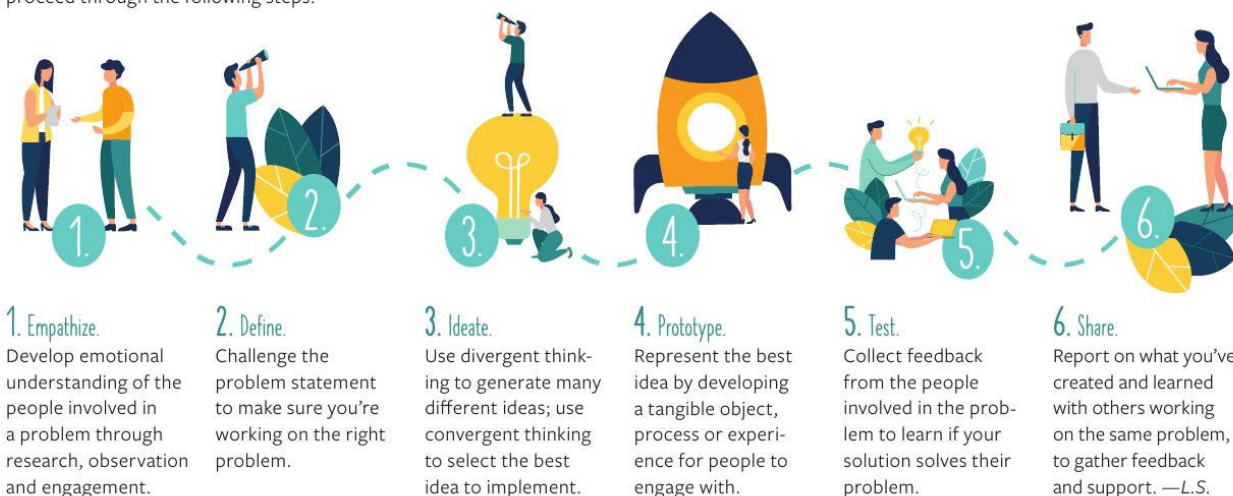 proceed through the following steps:
1.
2.
3.
4.
5.
6.
1. Empathize.
Develop emotional
understanding of the
people involved in
a problem through
research, observation
and engagement.
2. Define.
Challenge the
problem statement
to make sure you're
working on the right
problem.
3. Ideate.
Use divergent think-
ing to generate many
different ideas; use
convergent thinking
to select the best
idea to implement.
4. Prototype.
Represent the best
idea by developing
a tangible object,
process or experi-
ence for people to
engage with.
5. Test.
Collect feedback
from the people
involved in the prob-
lem to learn if your
solution solves their
problem.
6. Share.
Report on what you've
created and learned
with others working
on the same problem,
to gather feedback
and support. —L.S.